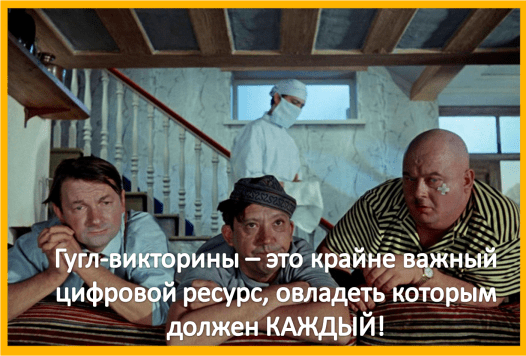 Гугл-викторины – это крайне важный
цифровой ресурс, овладеть которым
должен КАЖДЫЙ!